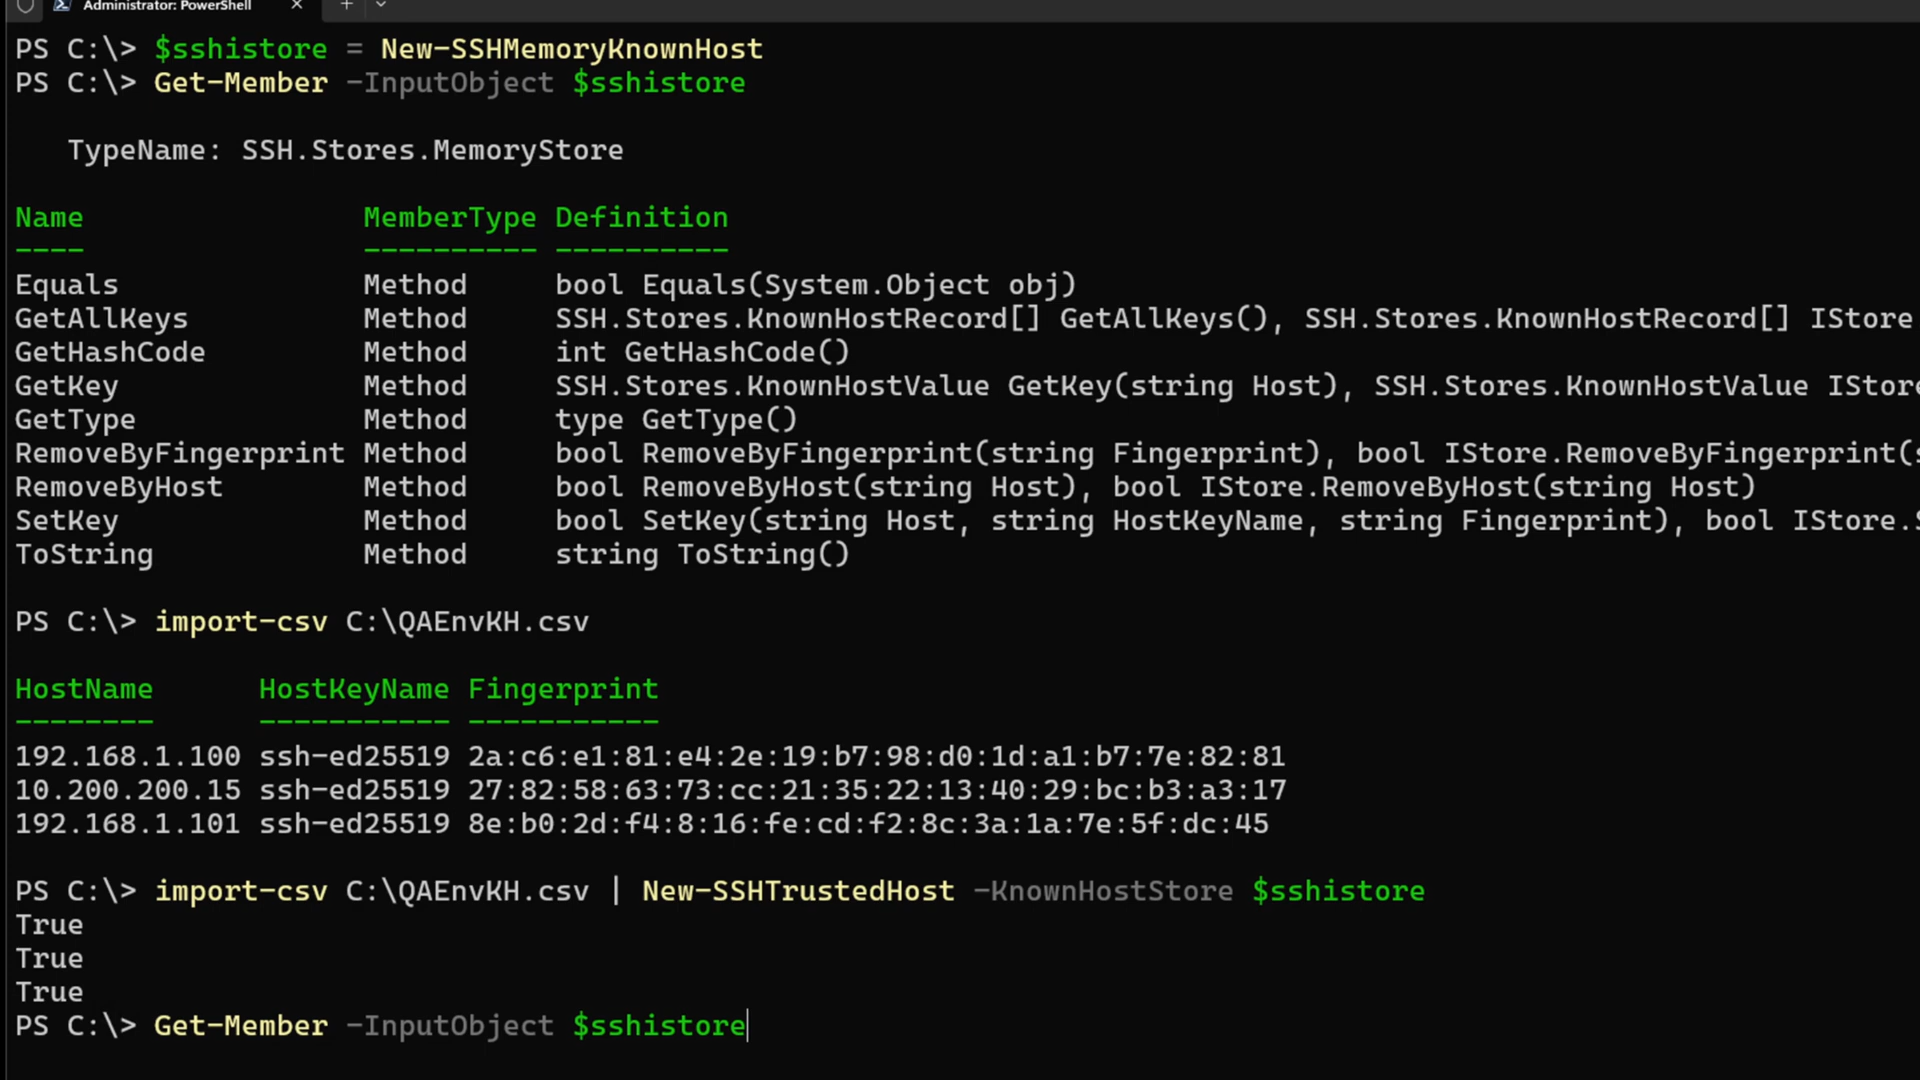 Administrator: PowerShell
PS C:\> $sshistore = New-SSHMemoryKnownHost
PS C:\> Get-Member -InputObject $sshistore
TypeName: SSH.Stores.MemoryStore
Name MemberType Definition
---- ---------- ----------
Equals Method bool Equals(System.Object obj)
GetAllKeys Method SSH.Stores.KnownHostRecord[] GetAllKeys(), SSH.Stores.KnownHostRecord[] IStore
GetHashCode Method int GetHashCode()
GetKey Method SSH.Stores.KnownHostValue GetKey(string Host), SSH.Stores.KnownHostValue IStore
GetType Method type GetType()
RemoveByFingerprint Method bool RemoveByFingerprint(string Fingerprint), bool IStore.RemoveByFingerprint(s
RemoveByHost Method bool RemoveByHost(string Host), bool IStore.RemoveByHost(string Host)
SetKey Method bool SetKey(string Host, string HostKeyName, string Fingerprint), bool IStore.S
ToString Method string ToString()
PS C:\> import-csv C:\QAEnvKH.csv
HostName HostKeyName Fingerprint
-------- ----------- -----------
192.168.1.100 ssh-ed25519 2a:c6:e1:81:e4:2e:19:b7:98:d0:1d:a1:b7:7e:82:81
10.200.200.15 ssh-ed25519 27:82:58:63:73:cc:21:35:22:13:40:29:bc:b3:a3:17
192.168.1.101 ssh-ed25519 8e:b0:2d:f4:8:16:fe:cd:f2:8c:3a:1a:7e:5f:dc:45
PS C:\> import-csv C:\QAEnvKH.csv | New-SSHTrustedHost -KnownHostStore $sshistore
True
True
True
PS C:\> Get-Member -InputObject $sshistore